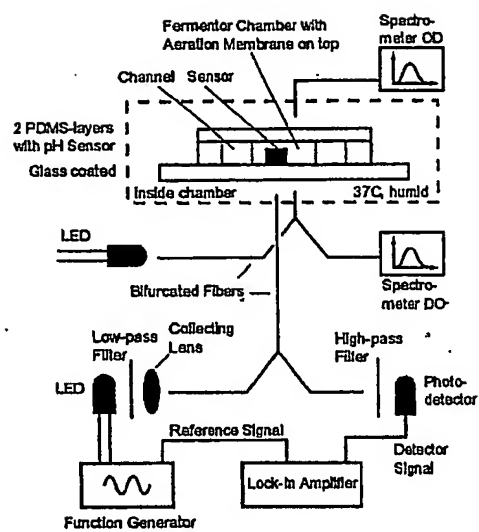 Fermentor Chamber with
Aeration Membrane on top
Spectro-
meter OD
Channel Sensor
2 PDMS-layers
with pH Sensor
Glass coated
Inside chamber
37C, humid
LED
Bifurcated Fibers
Spectro-
meter DO
Low-pass
Filter
Collecting
Lens
High-pass
Filter
LED
Photo-
detector
Reference Signal
Detector
Signal
Lock-In Amplifier
Function Generator